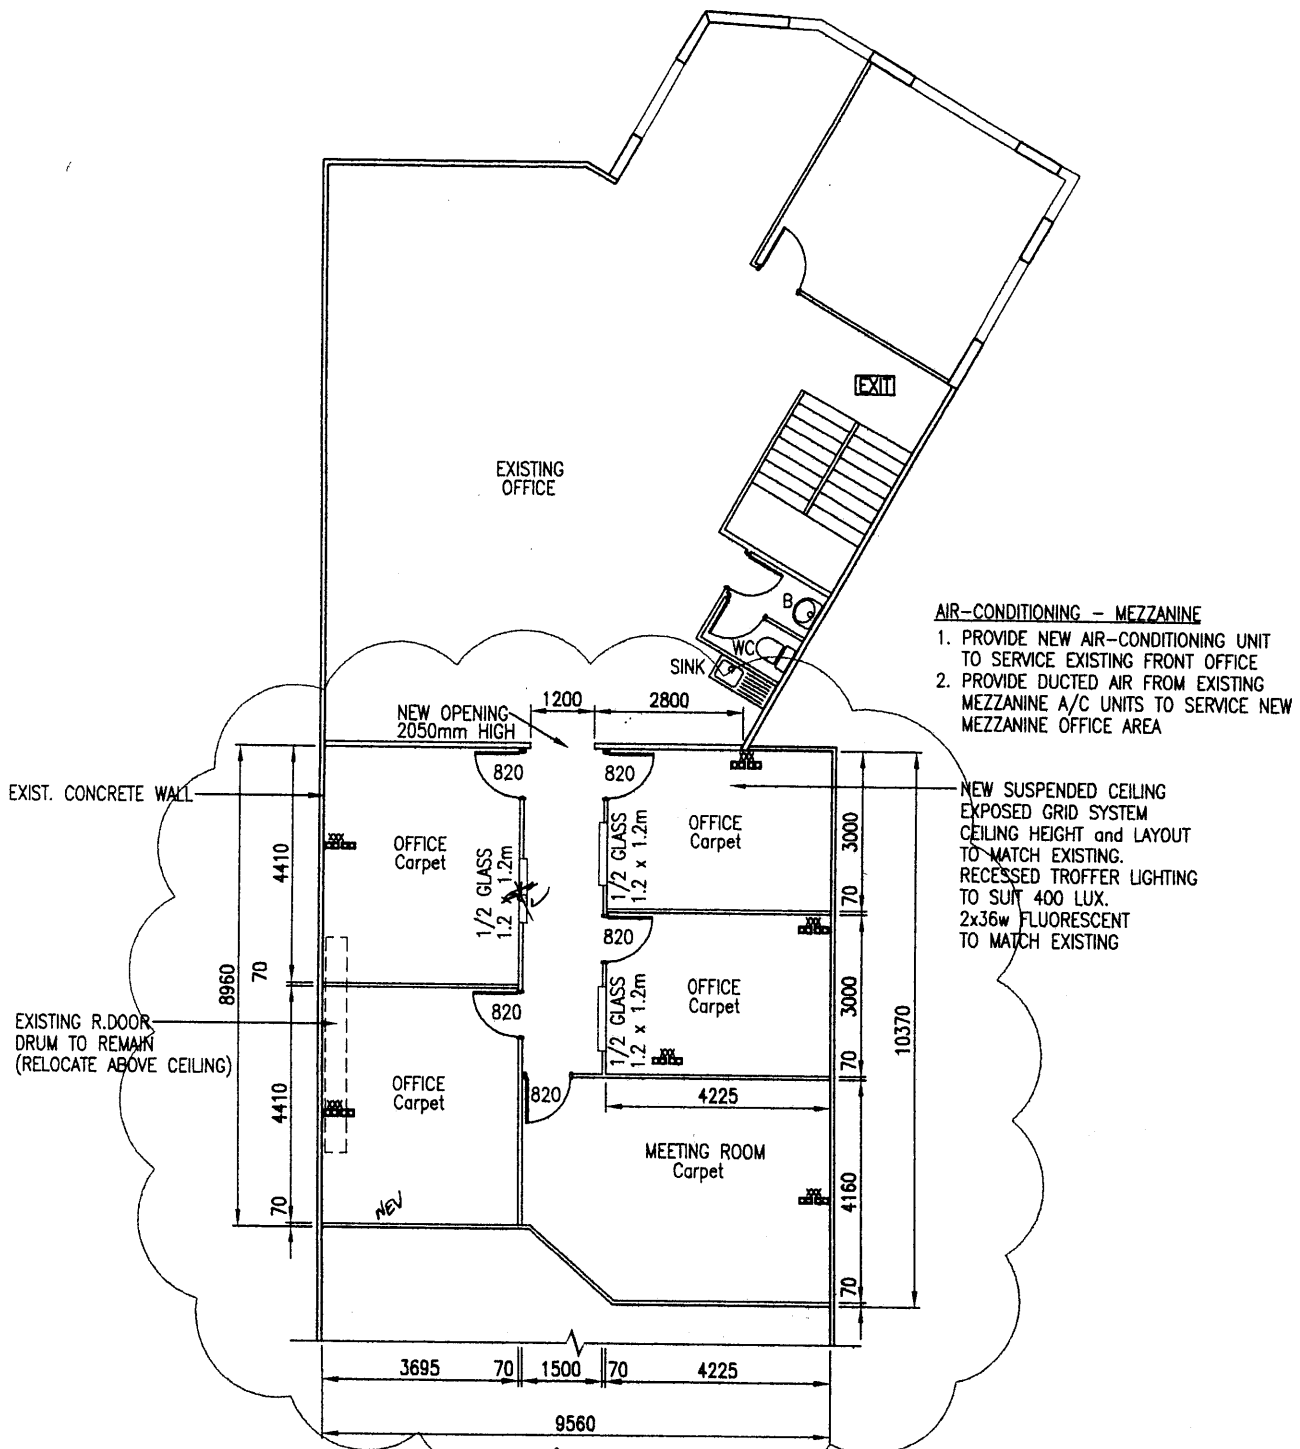 EXIT
EXISTING
OFFICE
B
WC
SINK
AIR-CONDITIONING - MEZZANINE
1. PROVIDE NEW AIR-CONDITIONING UNIT
TO SERVICE EXISTING FRONT OFFICE
2. PROVIDE DUCTED AIR FROM EXISTING
MEZZANINE A/C UNITS TO SERVICE NEW
MEZZANINE OFFICE AREA
NEW OPENING
2050mm HIGH
1200
2800
820
820
EXIST. CONCRETE WALL
NEW SUSPENDED CEILING
EXPOSED GRID SYSTEM
CEILING HEIGHT and LAYOUT
TO MATCH EXISTING.
RECESSED TROFFER LIGHTING
TO SUIT 400 LUX.
2x36w FLUORESCENT
TO MATCH EXISTING
XXX
XXX
OFFICE
Carpet
OFFICE
Carpet
1/2 GLASS
1.2 x 1.2m
1/2 GLASS
1.2 x 1.2m
4410
3000
70
XXX
820
8960
70
820
OFFICE
Carpet
1/2 GLASS
1.2 x 1.2m
XXX
3000
70
10370
EXISTING R.DOOR
DRUM TO REMAIN
(RELOCATE ABOVE CEILING)
OFFICE
Carpet
XXX
4410
70
820
4225
MEETING ROOM
Carpet
XXX
4160
70
NEW
3695
70
1500
70
4225
9560